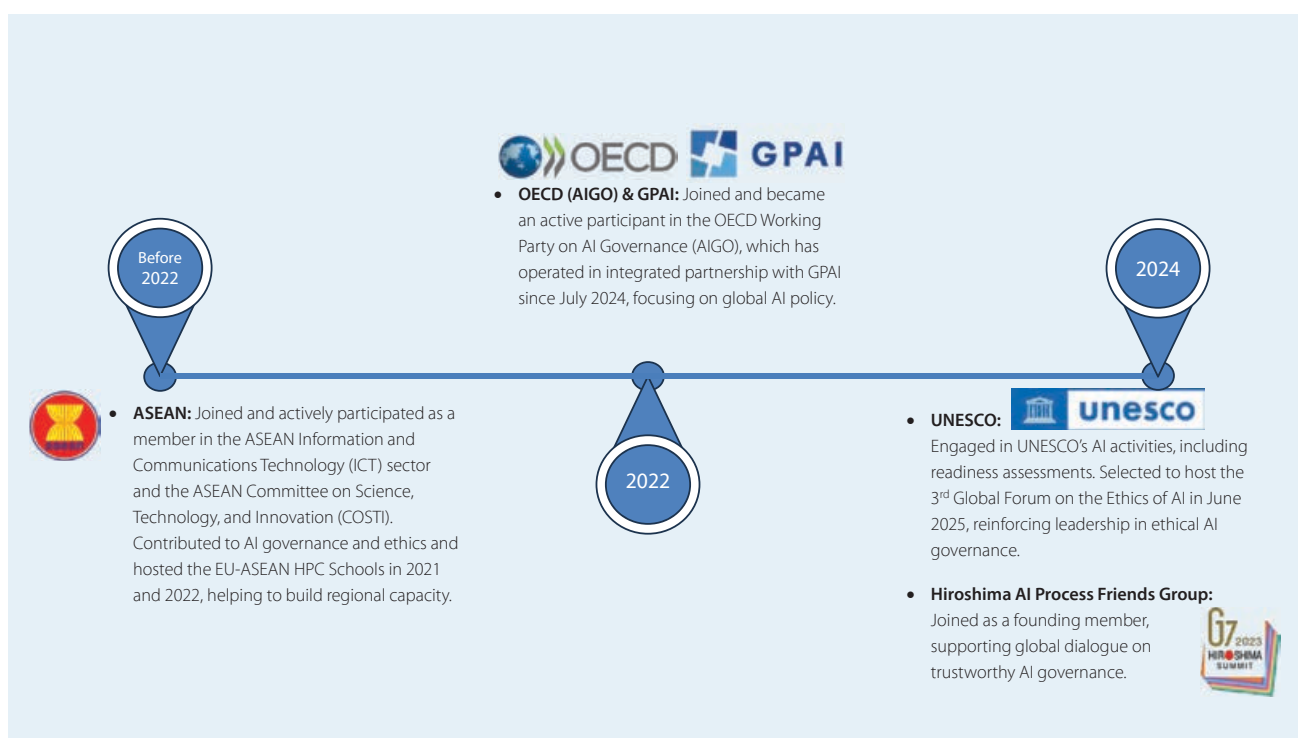 OECD GPAI
• OECD (AIGO) & GPAI: Joined and became
an active participant in the OECD Working
Party on AI Governance (AIGO), which has
operated in integrated partnership with GPAI
since July 2024, focusing on global AI policy.
Before
2022
2024
2022
asean
• ASEAN: Joined and actively participated as a
member in the ASEAN Information and
Communications Technology (ICT) sector
and the ASEAN Committee on Science,
Technology, and Innovation (COSTI).
Contributed to AI governance and ethics and
hosted the EU-ASEAN HPC Schools in 2021
and 2022, helping to build regional capacity.
• UNESCO: unesco
Engaged in UNESCO’s AI activities, including
readiness assessments. Selected to host the
3rd Global Forum on the Ethics of AI in June
2025, reinforcing leadership in ethical AI
governance.
• Hiroshima AI Process Friends Group:
Joined as a founding member,
supporting global dialogue on
trustworthy AI governance.
G7 2023
HIROSHIMA
SUMMIT